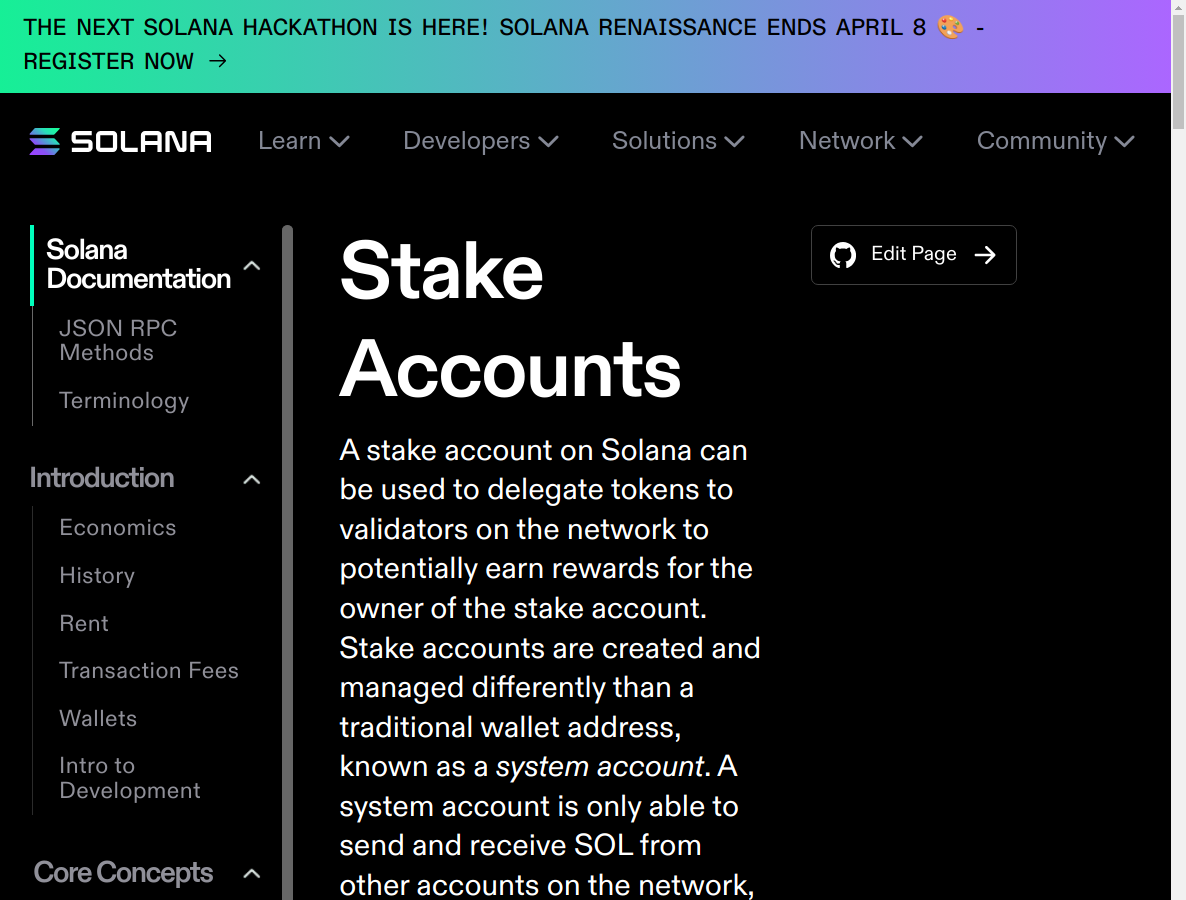 THE NEXT SOLANA HACKATHON IS HERE! SOLANA RENAISSANCE ENDS APRIL 8 🎨 -
REGISTER NOW →
SOLANA
Learn
Developers
Solutions
Network
Community
Solana
Documentation
JSON RPC
Methods
Terminology
Introduction
Economics
History
Rent
Transaction Fees
Wallets
Intro to
Development
Core Concepts
Stake
Accounts
Edit Page →
A stake account on Solana can
be used to delegate tokens to
validators on the network to
potentially earn rewards for the
owner of the stake account.
Stake accounts are created and
managed differently than a
traditional wallet address,
known as a system account. A
system account is only able to
send and receive SOL from
other accounts on the network,